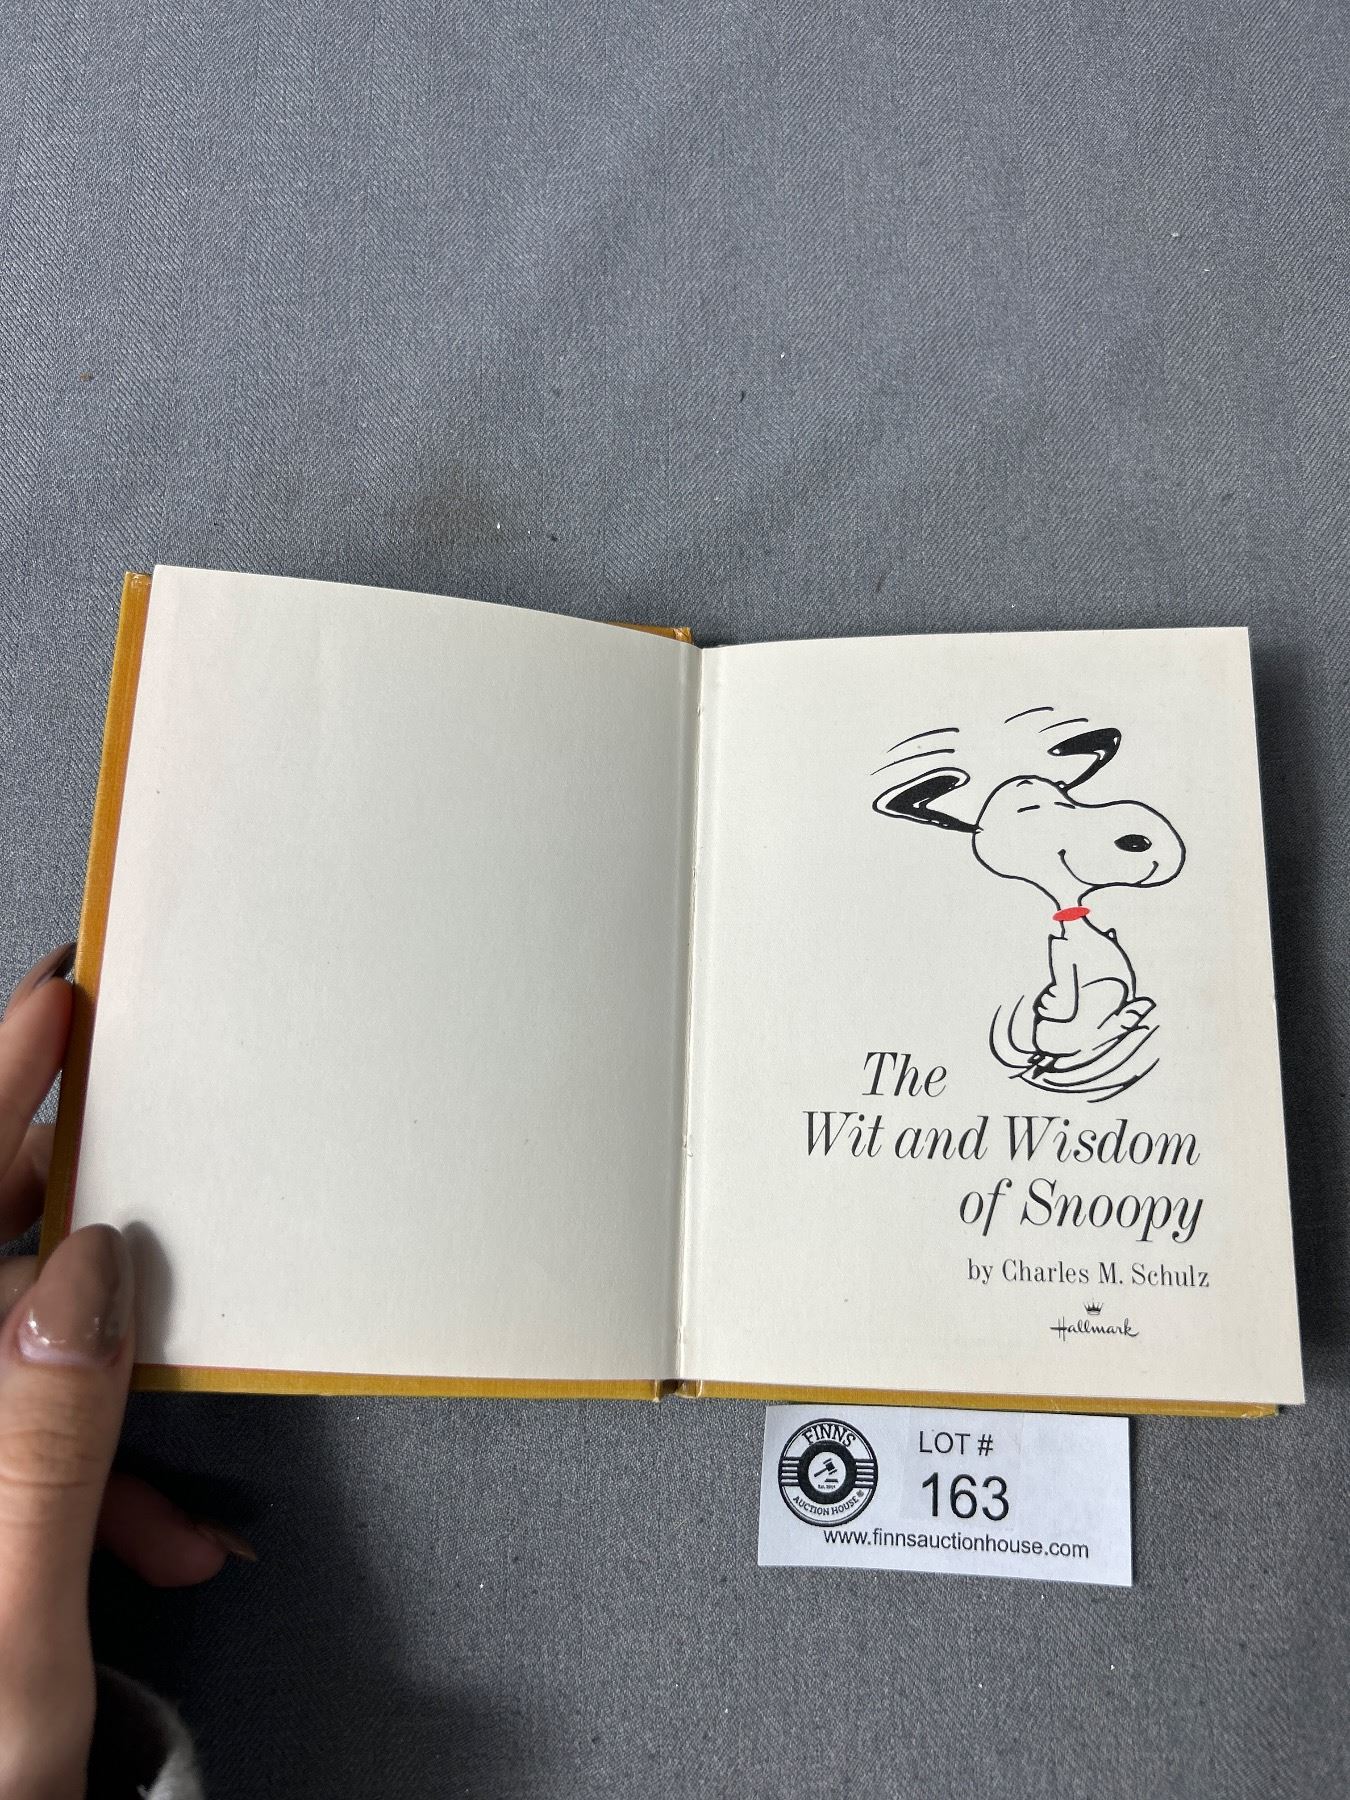 The
Wit and Wisdom
of Snoopy
by Charles M. Schulz
Hallmark
FINNS
AUCTION HOUSE
LOT #
163
www.finnsauctionhouse.com